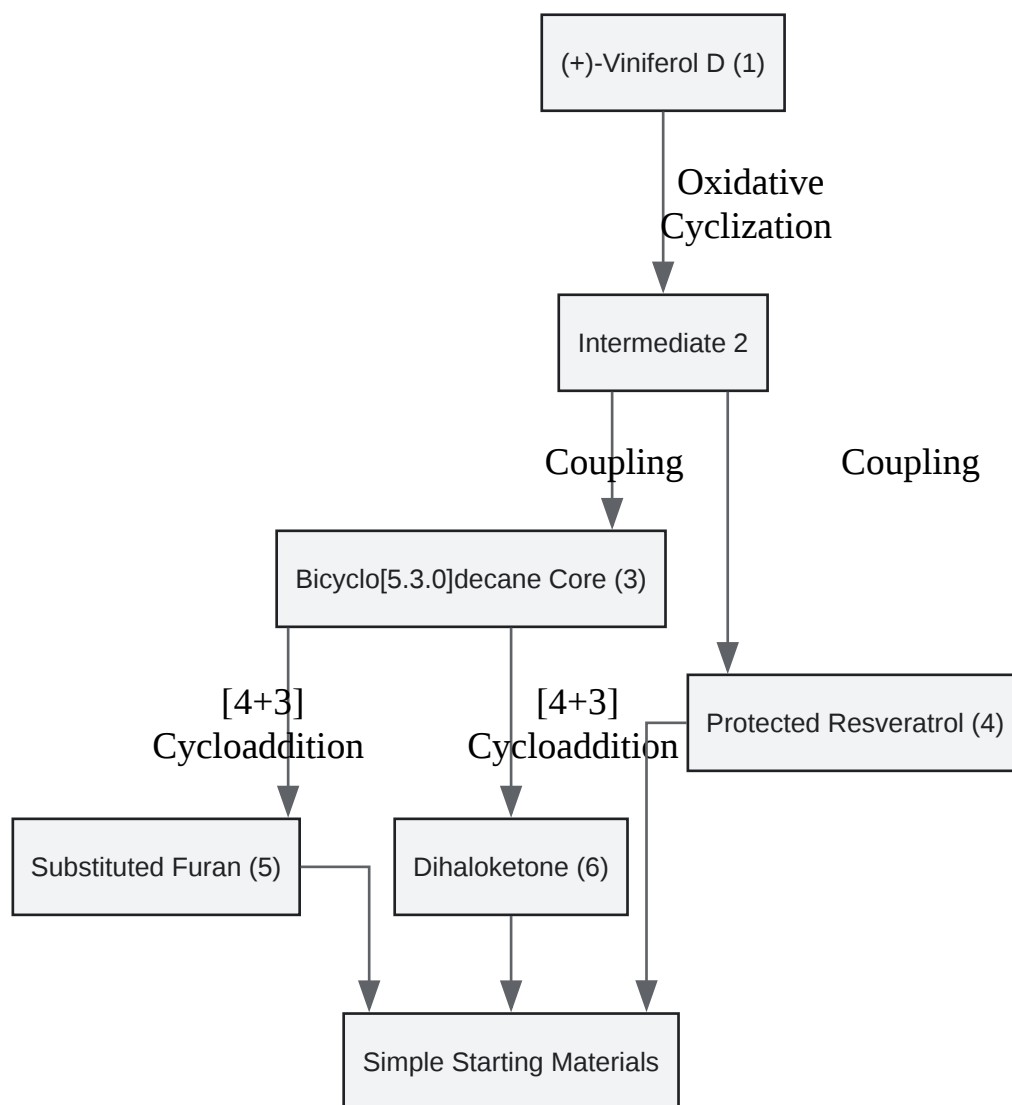 (+)-Viniferol D (1)
Oxidative
Cyclization
Intermediate 2
Coupling
Coupling
Bicyclo[5.3.0]decane Core (3)
[4+3]
Cycloaddition
[4+3]
Cycloaddition
Protected Resveratrol (4)
Substituted Furan (5)
Dihaloketone (6)
Simple Starting Materials